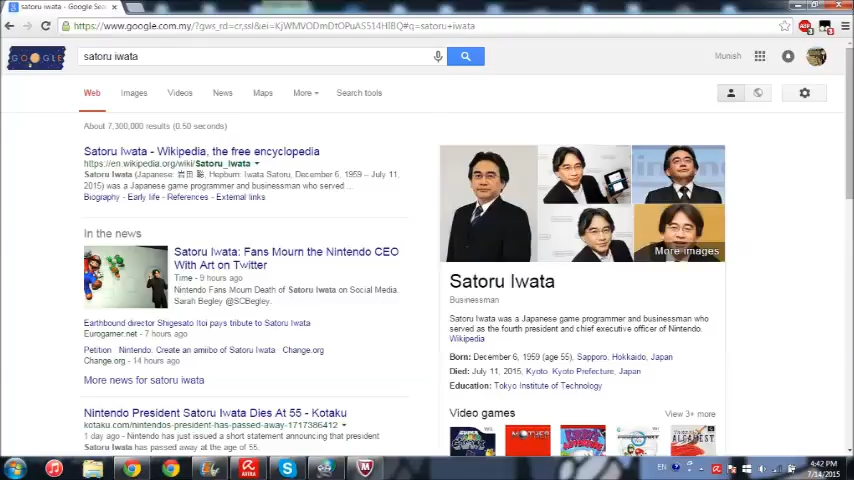 satoru iwata - Google Sea
https://www.google.com.my/?gws_rd=cr,ssl&ei=KjWMVODmDtOPuAS514HIBQ#q=satoru+iwata
GOOGLE
satoru iwata
Munish
Web Images Videos News Maps More Search tools
About 7,300,000 results (0.50 seconds)
Satoru Iwata - Wikipedia, the free encyclopedia
https://en.wikipedia.org/wiki/Satoru_Iwata
Satoru Iwata (Japanese: 岩田 聡, Hepburn: Iwata Satoru, December 6, 1959 – July 11,
2015) was a Japanese game programmer and businessman who served ...
Biography - Early life - References - External links
In the news
Satoru Iwata: Fans Mourn the Nintendo CEO
With Art on Twitter
Time - 9 hours ago
Nintendo Fans Mourn Death of Satoru Iwata on Social Media.
Sarah Begley @SCBegley.
Earthbound director Shigesato Itoi pays tribute to Satoru Iwata
Eurogamer.net - 7 hours ago
Petition · Nintendo: Create an amiibo of Satoru Iwata · Change.org
Change.org - 14 hours ago
More news for satoru iwata
Nintendo President Satoru Iwata Dies At 55 - Kotaku
kotaku.com/nintendos-president-has-passed-away-1717386412
1 day ago - Nintendo has just issued a short statement announcing that president
Satoru Iwata has passed away at the age of 55.
More images
Satoru Iwata
Businessman
Satoru Iwata was a Japanese game programmer and businessman who
served as the fourth president and chief executive officer of Nintendo.
Wikipedia
Born: December 6, 1959 (age 55), Sapporo, Hokkaido, Japan
Died: July 11, 2015, Kyoto, Kyoto Prefecture, Japan
Education: Tokyo Institute of Technology
Video games
View 3+ more
MOTHER
EN
4:42 PM
7/14/2015